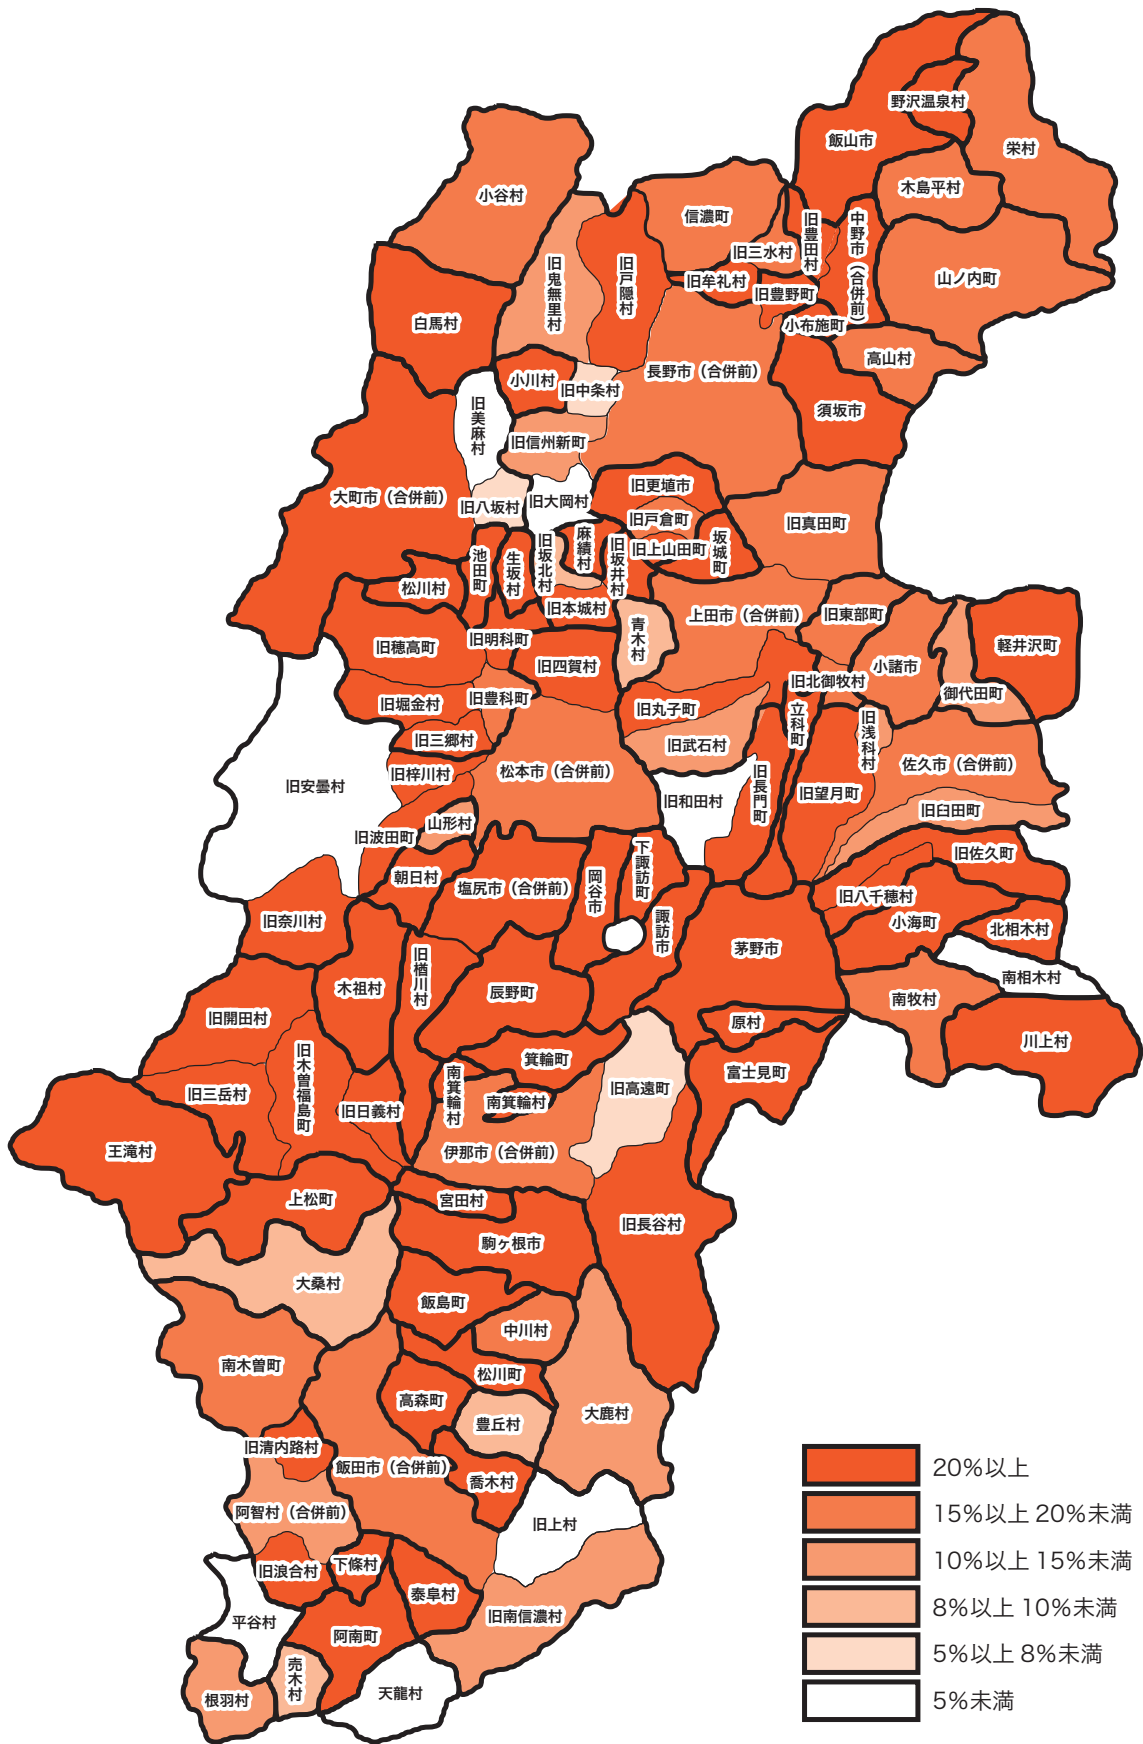 野沢温泉村
飯山市
栄村
木島平村
小谷村
信濃町
旧豊田村
中野市（合併前）
旧三水村
旧鬼無里村
旧戸隠村
旧牟礼村
山ノ内町
旧豊野町
白馬村
小布施町
高山村
長野市（合併前）
小川村
旧中条村
須坂市
旧美麻村
旧信州新町
旧更埴市
大町市（合併前）
旧八坂村
旧大岡村
旧戸倉町
旧真田町
旧上山田町
坂城町
麻績村
旧坂北村
旧坂井村
池田町
生坂村
松川村
旧本城村
上田市（合併前）
旧東部町
青木村
旧明科町
旧穂高町
軽井沢町
旧四賀村
小諸市
旧北御牧村
御代田町
旧豊科町
旧堀金村
旧丸子町
立科町
旧浅科村
旧三郷村
旧武石村
佐久市（合併前）
旧梓川村
松本市（合併前）
旧安曇村
旧和田村
旧長門町
旧望月町
旧臼田町
山形村
旧波田町
下諏訪町
旧佐久町
朝日村
塩尻市（合併前）
岡谷市
旧八千穂村
旧奈川村
諏訪市
小海町
北相木村
茅野市
旧楢川村
南相木村
木祖村
辰野町
南牧村
旧開田村
原村
川上村
箕輪町
富士見町
旧木曽福島町
旧三岳村
旧日義村
南箕輪村
南箕輪村
旧高遠町
王滝村
伊那市（合併前）
上松町
宮田村
旧長谷村
駒ヶ根市
大桑村
飯島町
中川村
南木曽町
松川町
高森町
大鹿村
豊丘村
旧清内路村
飯田市（合併前）
喬木村
阿智村（合併前）
旧上村
旧浪合村
下條村
泰阜村
平谷村
阿南町
旧南信濃村
売木村
根羽村
天龍村
20%以上
15%以上 20%未満
10%以上 15%未満
8%以上 10%未満
5%以上 8%未満
5%未満